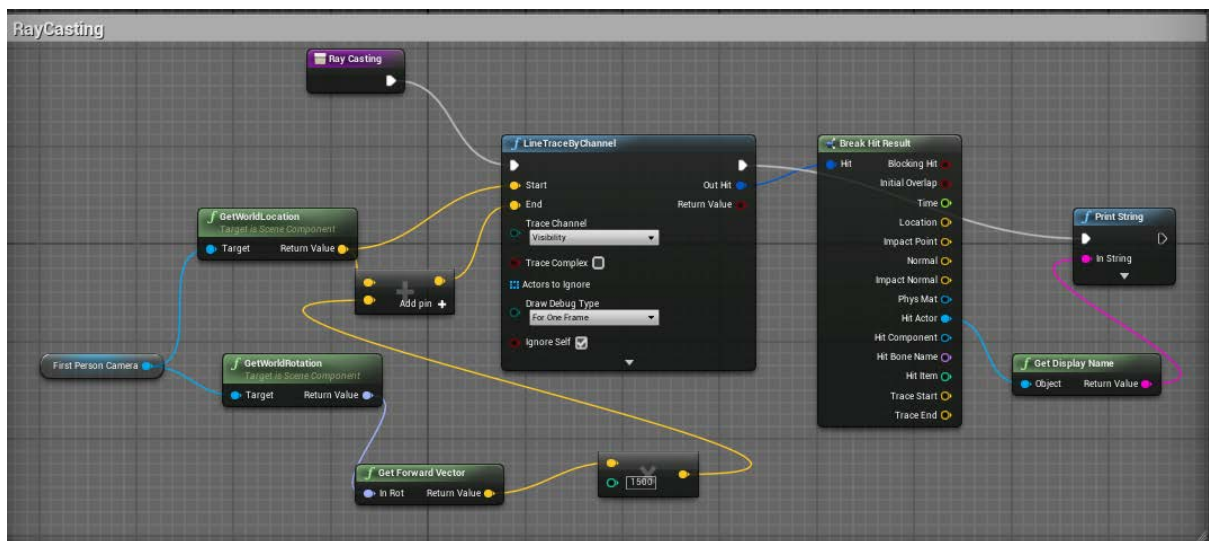 RayCasting
Ray Casting
f LineTraceByChannel
Start
Out Hit
End
Return Value
Trace Channel
Visibility
Trace Complex
Actors to Ignore
Draw Debug Type
For One Frame
Ignore Self
Break Hit Result
Hit
Blocking Hit
Initial Overlap
Time
Location
Impact Point
Normal
Impact Normal
Phys Mat
Hit Actor
Hit Component
Hit Bone Name
Hit Item
Trace Start
Trace End
f Print String
In String
f GetWorldLocation
Target is Scene Component
Target
Return Value
Add pin +
First Person Camera
f GetWorldRotation
Target is Scene Component
Target
Return Value
f Get Display Name
Object
Return Value
f Get Forward Vector
In Rot
Return Value
1500